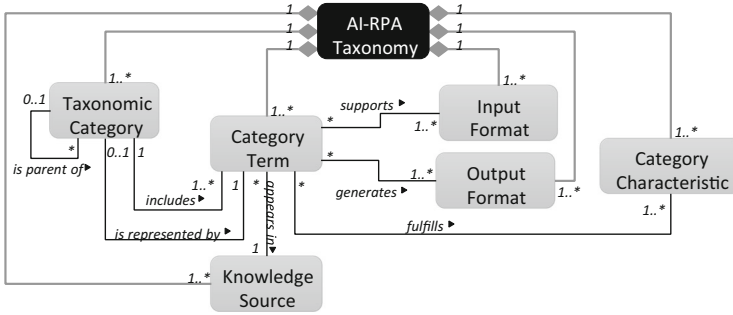 1 AI-RPA 1
1 Taxonomy 1
1 1
1..* 1..* 1..*
0..1 Taxonomic Category
* 0..1 1
is parent of ▶
1..*
Category Term
* supports ▶ 1..*
Input Format
* generates ▶ 1..*
Output Format
1..*
Category Characteristic
1..*
includes ▶ 1..* 1 * *
is represented by ▶
appears in ▶
fulfills ▶
1
1..* Knowledge Source